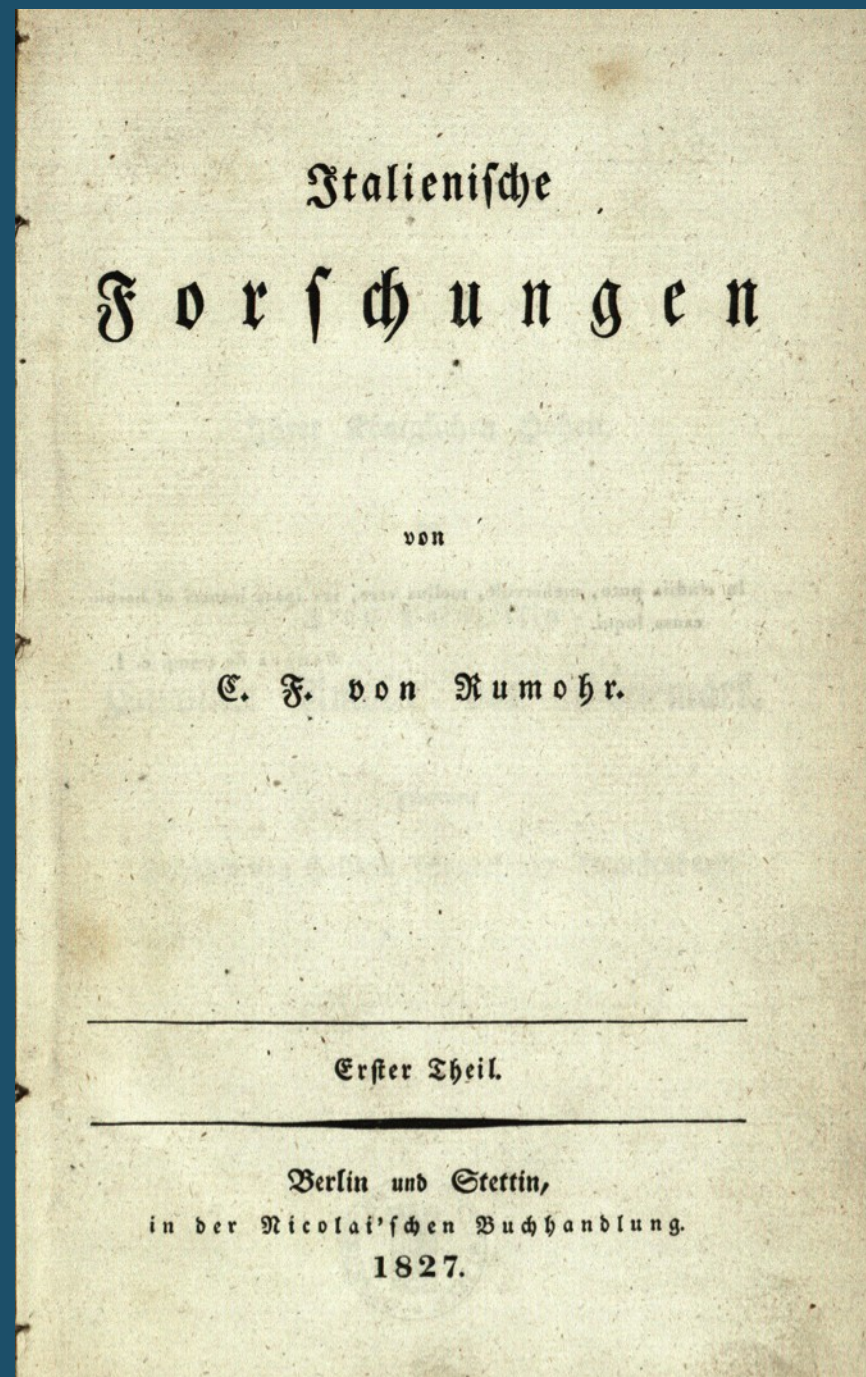 Italieniſche
Forſchungen
von
C. F. von Rumohr.
Erſter Theil.
Berlin und Stettin,
in der Nicolai'ſchen Buchhandlung.
1827.